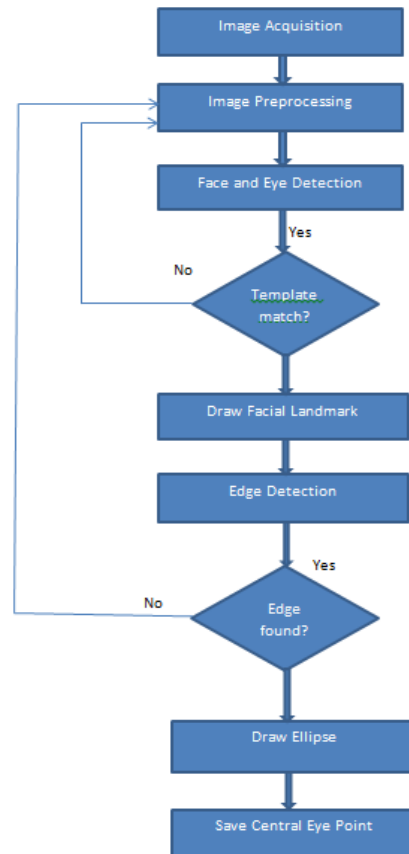 Image Acquisition
Image Preprocessing
Face and Eye Detection
Yes
No
Template
match?
Draw Facial Landmark
Edge Detection
Yes
No
Edge
found?
Draw Ellipse
Save Central Eye Point